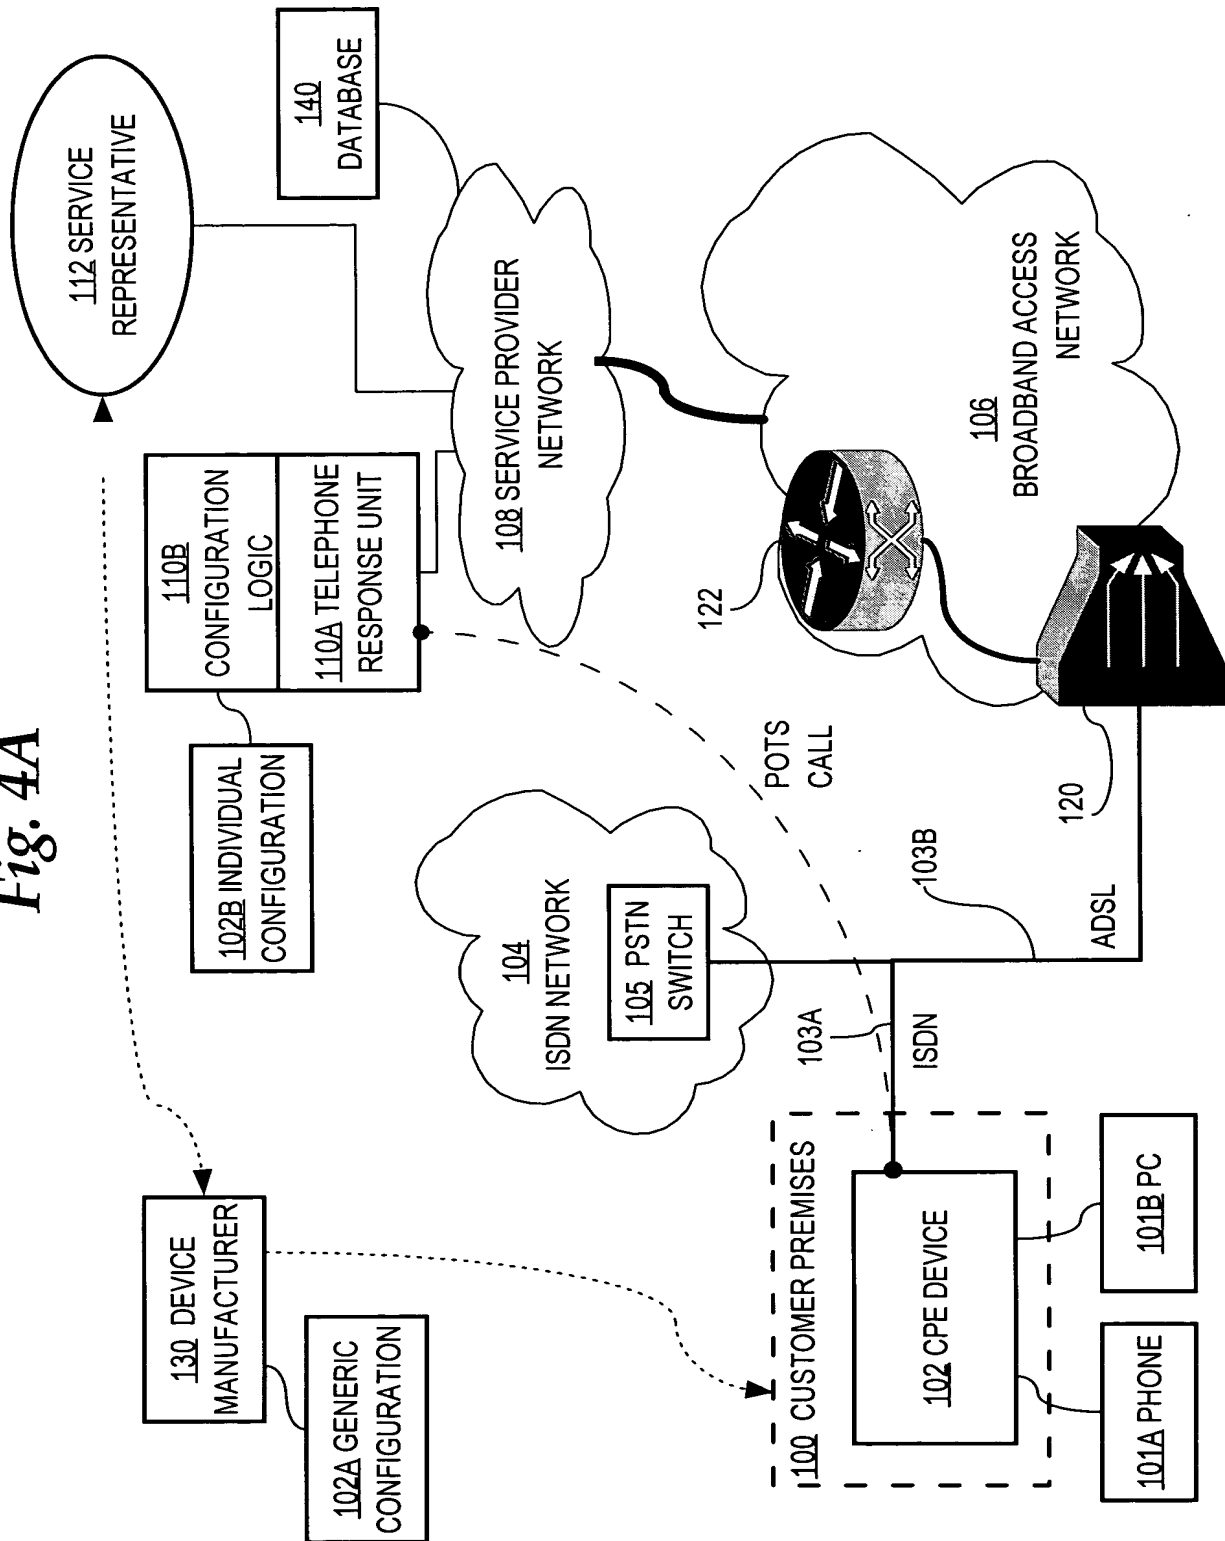 Fig. 4A
130 DEVICE
MANUFACTURER
102A GENERIC
CONFIGURATION
102B INDIVIDUAL
CONFIGURATION
110B
CONFIGURATION
LOGIC
110A TELEPHONE
RESPONSE UNIT
112 SERVICE
REPRESENTATIVE
140
DATABASE
108 SERVICE PROVIDER
NETWORK
104
ISDN NETWORK
105 PSTN
SWITCH
POTS
CALL
122
106
BROADBAND ACCESS
NETWORK
100 CUSTOMER PREMISES
102 CPE DEVICE
103A
ISDN
103B
ADSL
120
101A PHONE
101B PC